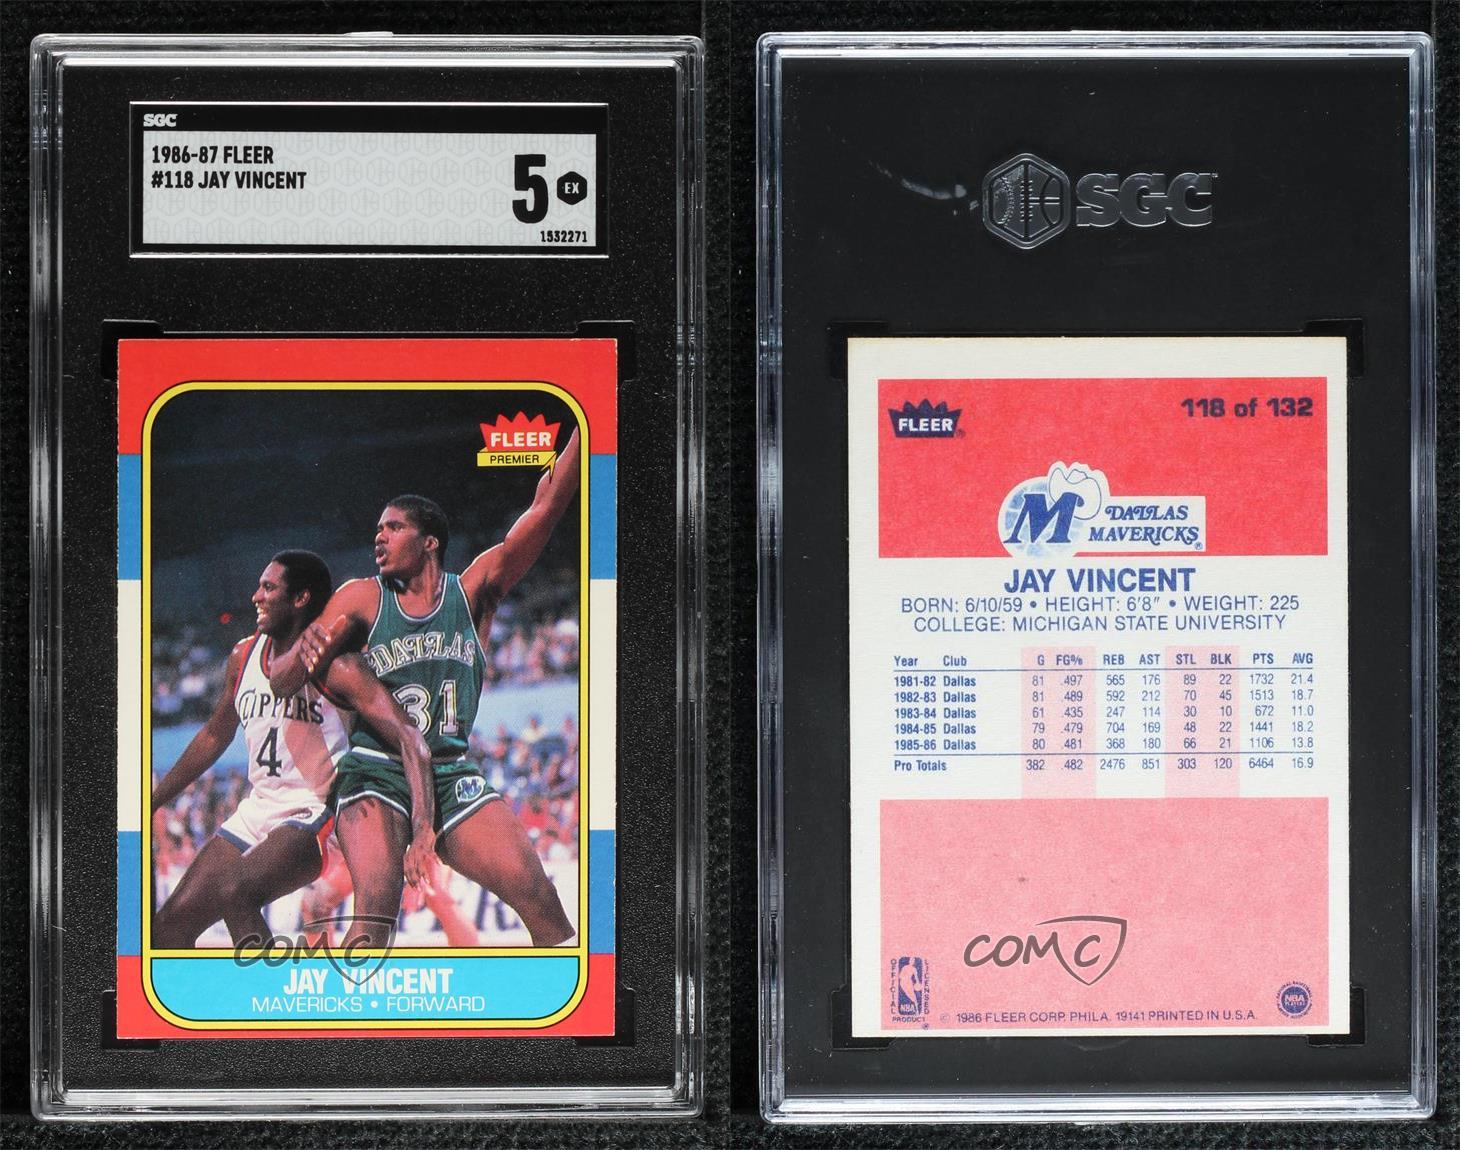 SGC
1986-87 FLEER
#118 JAY VINCENT
5 EX
1532271
FLEER
PREMIER
DALLAS
31
CLIPPERS
4
M
COMC
JAY VINCENT
MAVERICKS • FORWARD
SGC
FLEER®
118 of 132
M DALLAS
MAVERICKS®
JAY VINCENT
BORN: 6/10/59 • HEIGHT: 6'8" • WEIGHT: 225
COLLEGE: MICHIGAN STATE UNIVERSITY
Year Club G FG% REB AST STL BLK PTS AVG
1981-82 Dallas 81 .497 565 176 89 22 1732 21.4
1982-83 Dallas 81 .489 592 212 70 45 1513 18.7
1983-84 Dallas 61 .435 247 114 30 10 672 11.0
1984-85 Dallas 79 .479 704 169 48 22 1441 18.2
1985-86 Dallas 80 .481 368 180 66 21 1106 13.8
Pro Totals 382 .482 2476 851 303 120 6464 16.9
COMC
OFFICIAL
LICENSED
NBA
PRODUCT ®
© 1986 FLEER CORP. PHILA. 19141 PRINTED IN U.S.A.
NBA
PLAYERS